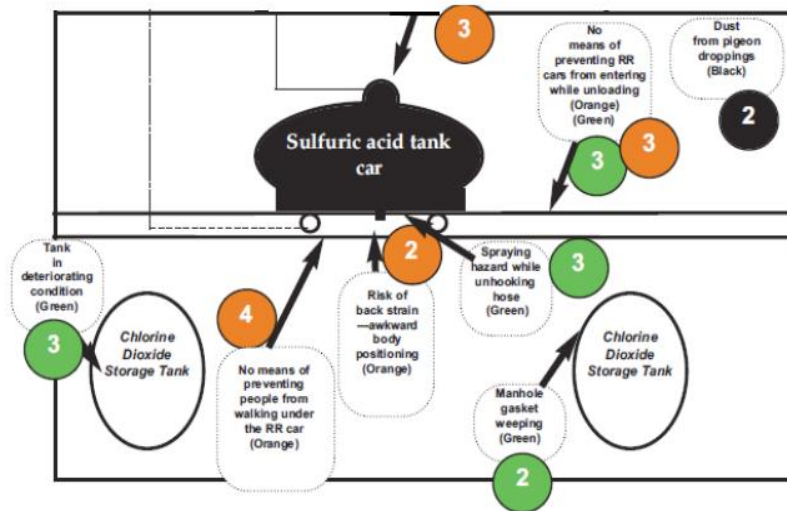 3
No
means of
preventing RR
cars from entering
while unloading
(Orange)
(Green)
3
3
Dust
from pigeon
droppings
(Black)
2
Sulfuric acid tank
car
Tank
in
deteriorating
condition
(Green)
3
Chlorine
Dioxide
Storage Tank
4
No means of
preventing
people from
walking under
the RR car
(Orange)
2
Risk of
back strain
—awkward
body
positioning
(Orange)
Spraying
hazard while
unhooking
hose
(Green)
3
Manhole
gasket
weeping
(Green)
2
Chlorine
Dioxide
Storage Tank